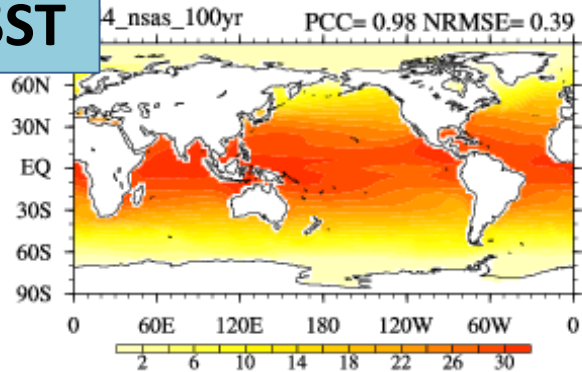 SST
4_nsas_100yr PCC= 0.98 NRMSE= 0.39
60N
30N
EQ
30S
60S
90S
0 60E 120E 180 120W 60W 0
2 6 10 14 18 22 26 30